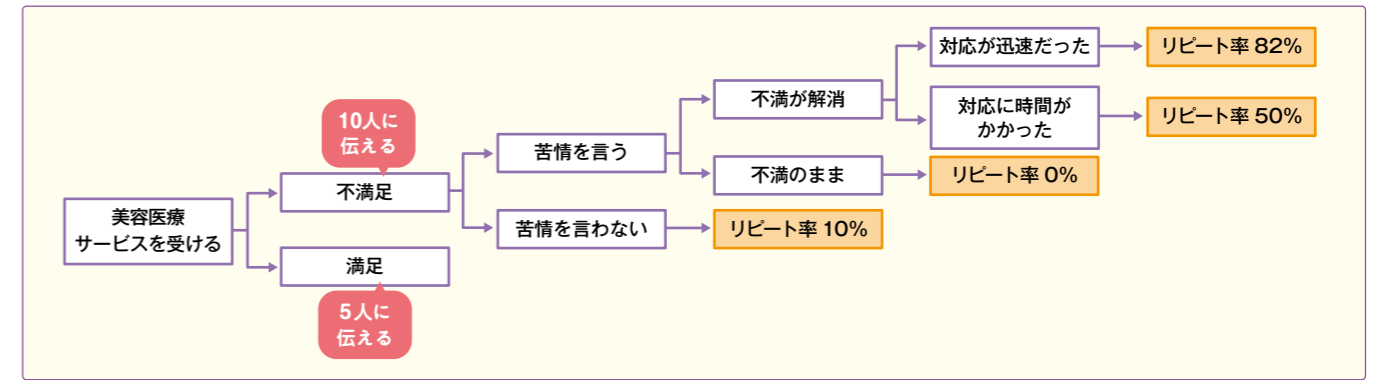 美容医療
サービスを受ける
10人に
伝える
不満足
満足
5人に
伝える
苦情を言う
苦情を言わない
リピート率 10%
不満が解消
不満のまま
リピート率 0%
対応が迅速だった
リピート率 82%
対応に時間が
かかった
リピート率 50%